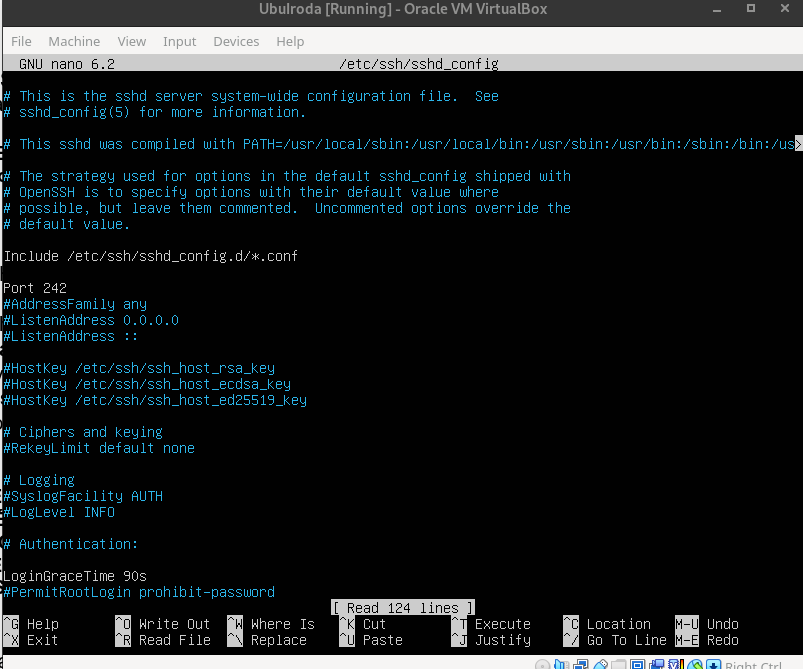 UbuIroda [Running] - Oracle VM VirtualBox
File Machine View Input Devices Help
GNU nano 6.2 /etc/ssh/sshd_config
# This is the sshd server system-wide configuration file.  See
# sshd_config(5) for more information.
# This sshd was compiled with PATH=/usr/local/sbin:/usr/local/bin:/usr/sbin:/usr/bin:/sbin:/bin:/us>
# The strategy used for options in the default sshd_config shipped with
# OpenSSH is to specify options with their default value where
# possible, but leave them commented.  Uncommented options override the
# default value.
Include /etc/ssh/sshd_config.d/*.conf
Port 242
#AddressFamily any
#ListenAddress 0.0.0.0
#ListenAddress ::
#HostKey /etc/ssh/ssh_host_rsa_key
#HostKey /etc/ssh/ssh_host_ecdsa_key
#HostKey /etc/ssh/ssh_host_ed25519_key
# Ciphers and keying
#RekeyLimit default none
# Logging
#SyslogFacility AUTH
#LogLevel INFO
# Authentication:
LoginGraceTime 90s
#PermitRootLogin prohibit-password
[ Read 124 lines ]
^G Help ^O Write Out ^W Where Is ^K Cut ^T Execute ^C Location M-U Undo
^X Exit ^R Read File ^\ Replace ^U Paste ^J Justify ^/ Go To Line M-E Redo
Right Ctrl